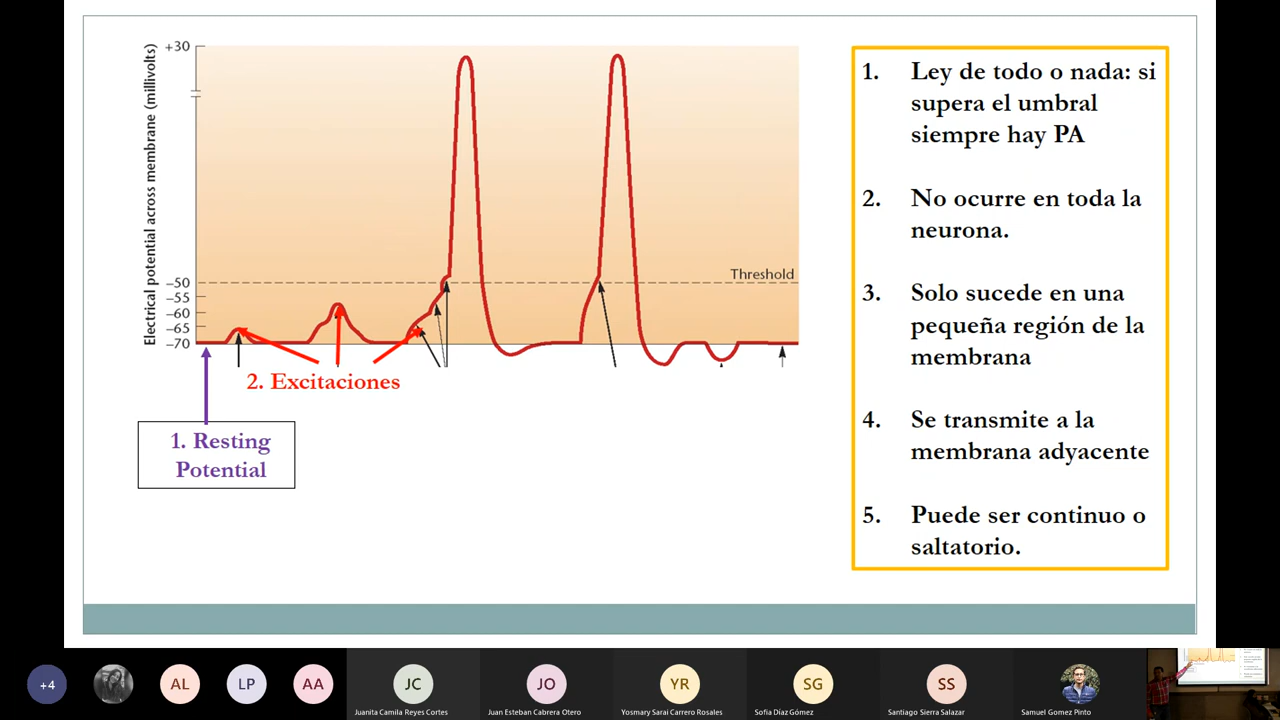 Electrical potential across membrane (millivolts)
+30
−50
−55
−60
−65
−70
Threshold
2. Excitaciones
1. Resting
Potential
1. Ley de todo o nada: si
supera el umbral
siempre hay PA
2. No ocurre en toda la
neurona.
3. Solo sucede en una
pequeña región de la
membrana
4. Se transmite a la
membrana adyacente
5. Puede ser continuo o
saltatorio.
+4
AL
LP
AA
JC
Juanita Camila Reyes Cortes
JO
Juan Esteban Cabrera Otero
YR
Yosmary Sarai Carrero Rosales
SG
Sofia Díaz Gómez
SS
Santiago Sierra Salazar
Samuel Gomez Pinto